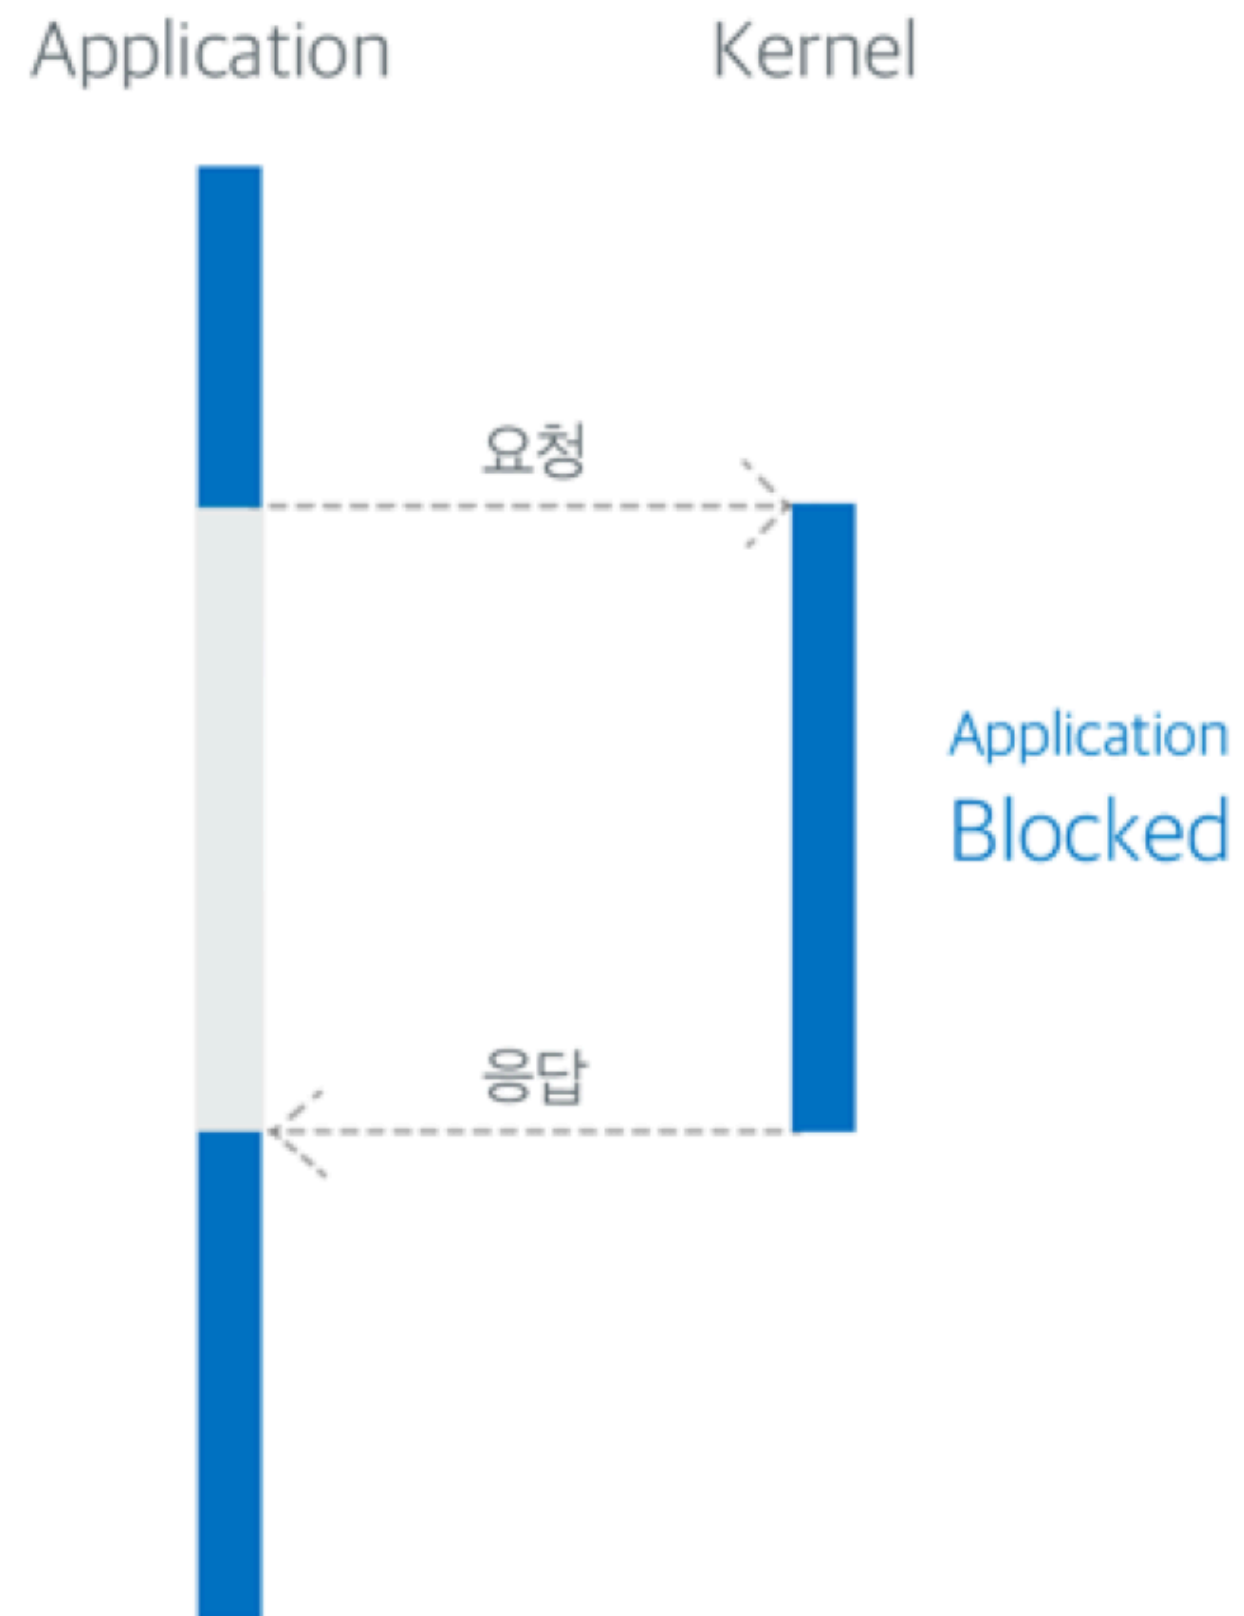 Application
Kernel
요청
Application
Blocked
응답